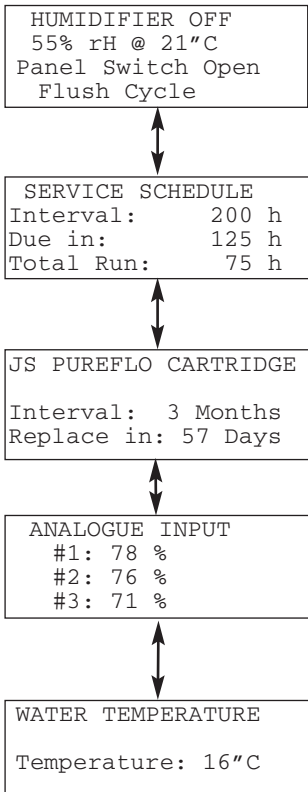 HUMIDIFIER OFF
55% rH @ 21″C
Panel Switch Open
Flush Cycle
SERVICE SCHEDULE
Interval: 200 h
Due in: 125 h
Total Run: 75 h
JS PUREFLO CARTRIDGE
Interval: 3 Months
Replace in: 57 Days
ANALOGUE INPUT
#1: 78 %
#2: 76 %
#3: 71 %
WATER TEMPERATURE
Temperature: 16″C